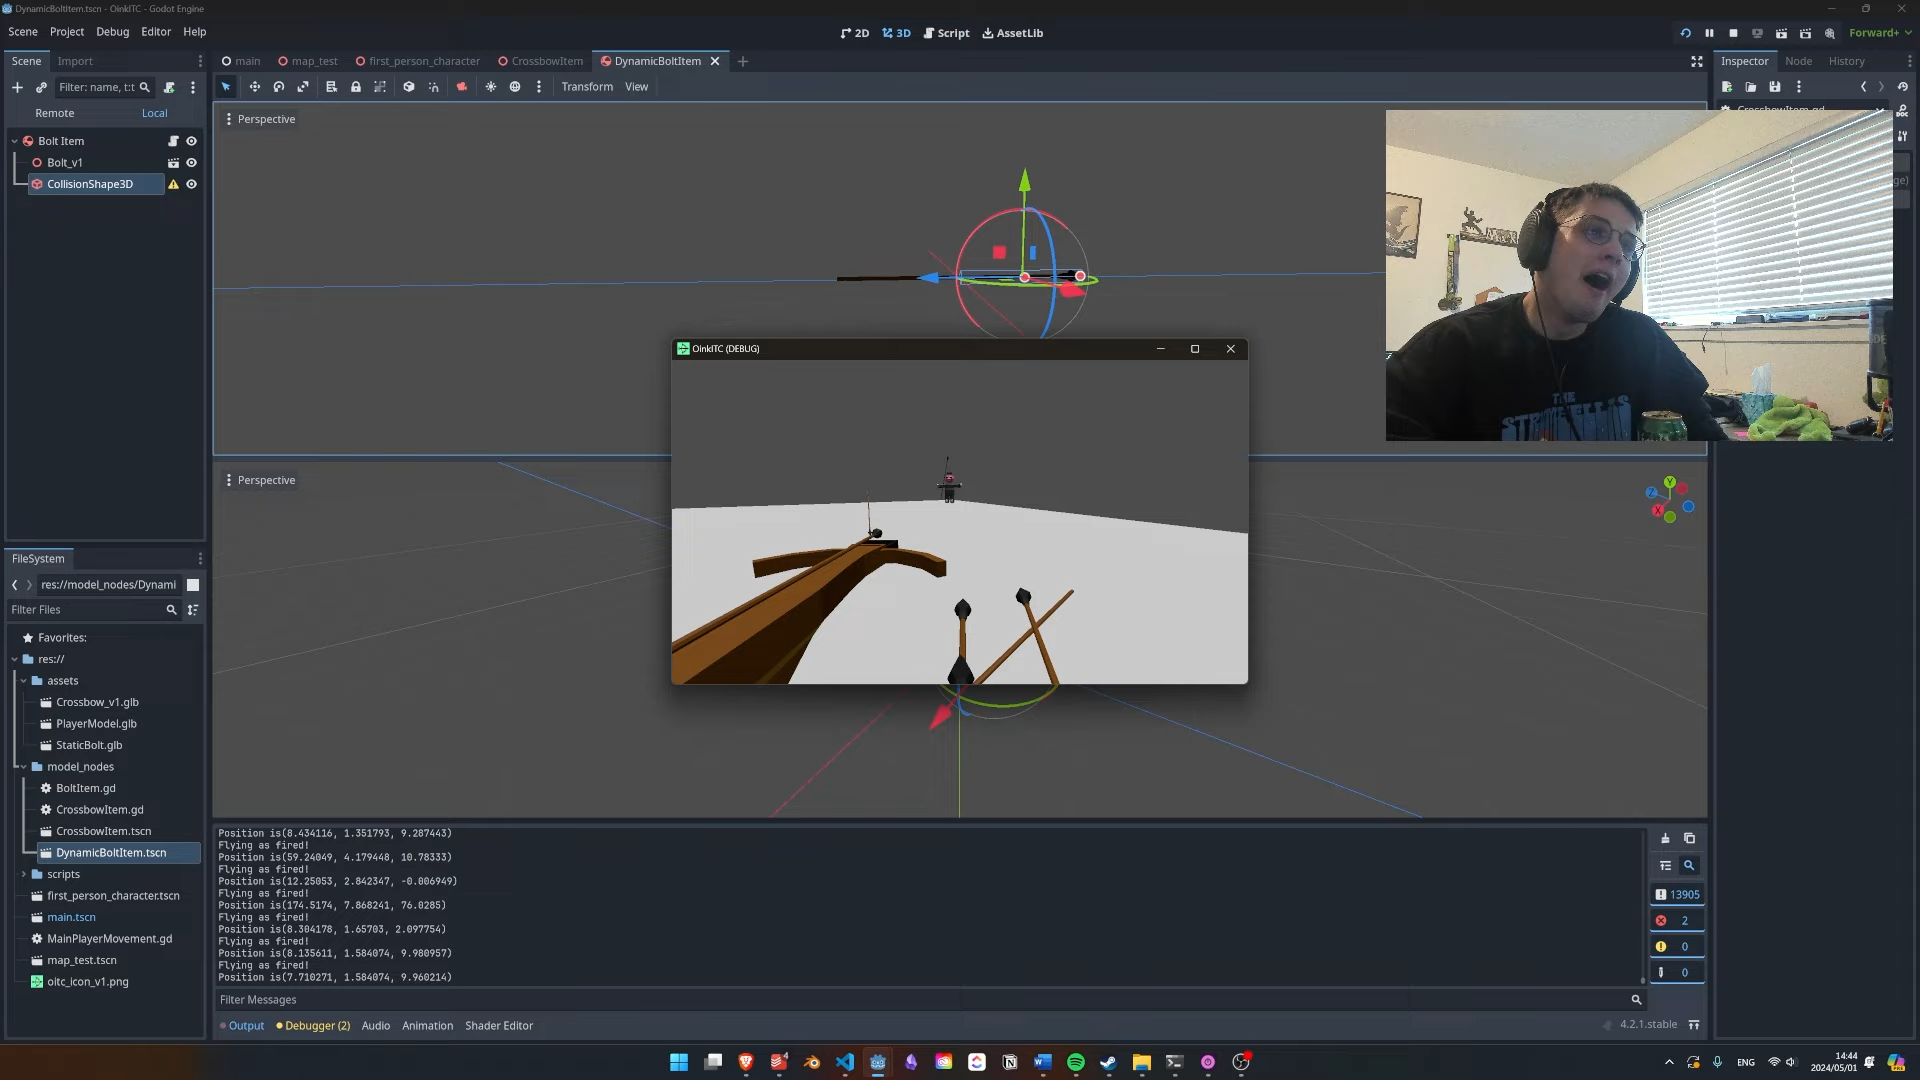 DynamicBoltItem.tscn - OinkITC - Godot Engine
Scene Project Debug Editor Help
2D 3D Script AssetLib
Forward+
Scene Import
main map_test first_person_character CrossbowItem DynamicBoltItem
Inspector Node History
Filter: name, t:t
Transform View
Remote Local
CrossbowItem.gd
Perspective
Bolt Item
Bolt_v1
CollisionShape3D
OinkITC (DEBUG)
THE
Perspective
Y
Z
X
FileSystem
res://model_nodes/Dynami
Filter Files
Favorites:
res://
assets
Crossbow_v1.glb
PlayerModel.glb
StaticBolt.glb
model_nodes
BoltItem.gd
CrossbowItem.gd
CrossbowItem.tscn
DynamicBoltItem.tscn
scripts
first_person_character.tscn
main.tscn
MainPlayerMovement.gd
map_test.tscn
oitc_icon_v1.png
Position is(8.434116, 1.351793, 9.287443)
Flying as fired!
Position is(59.24049, 4.179448, 10.78333)
Flying as fired!
Position is(12.25053, 2.842347, -0.006949)
Flying as fired!
Position is(174.5174, 7.868241, 76.0285)
Flying as fired!
Position is(8.304178, 1.65703, 2.097754)
Flying as fired!
Position is(8.135611, 1.584074, 9.980957)
Flying as fired!
Position is(7.710271, 1.584074, 9.960214)
13905
2
0
0
Filter Messages
Output Debugger (2) Audio Animation Shader Editor
4.2.1.stable
ENG
14:44
2024/05/01